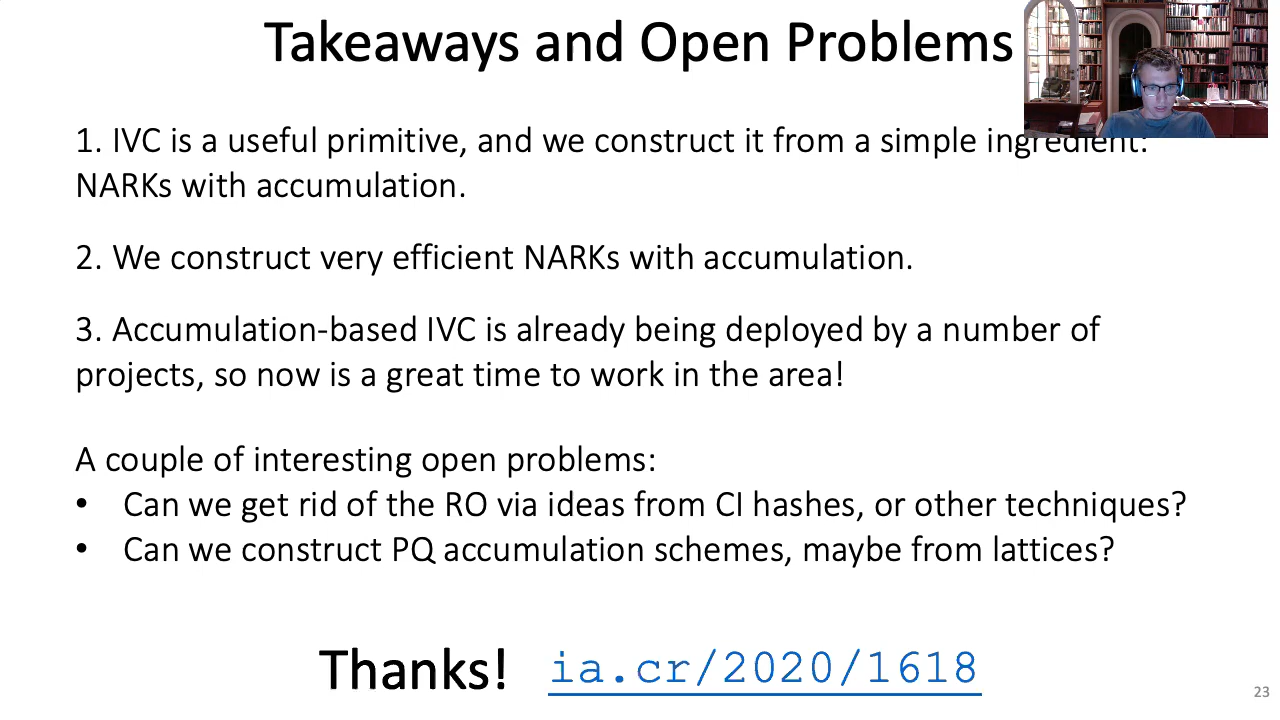 Takeaways and Open Problems
1. IVC is a useful primitive, and we construct it from a simple ingredient:
NARKs with accumulation.
2. We construct very efficient NARKs with accumulation.
3. Accumulation-based IVC is already being deployed by a number of
projects, so now is a great time to work in the area!
A couple of interesting open problems:
• Can we get rid of the RO via ideas from CI hashes, or other techniques?
• Can we construct PQ accumulation schemes, maybe from lattices?
Thanks! ia.cr/2020/1618
23